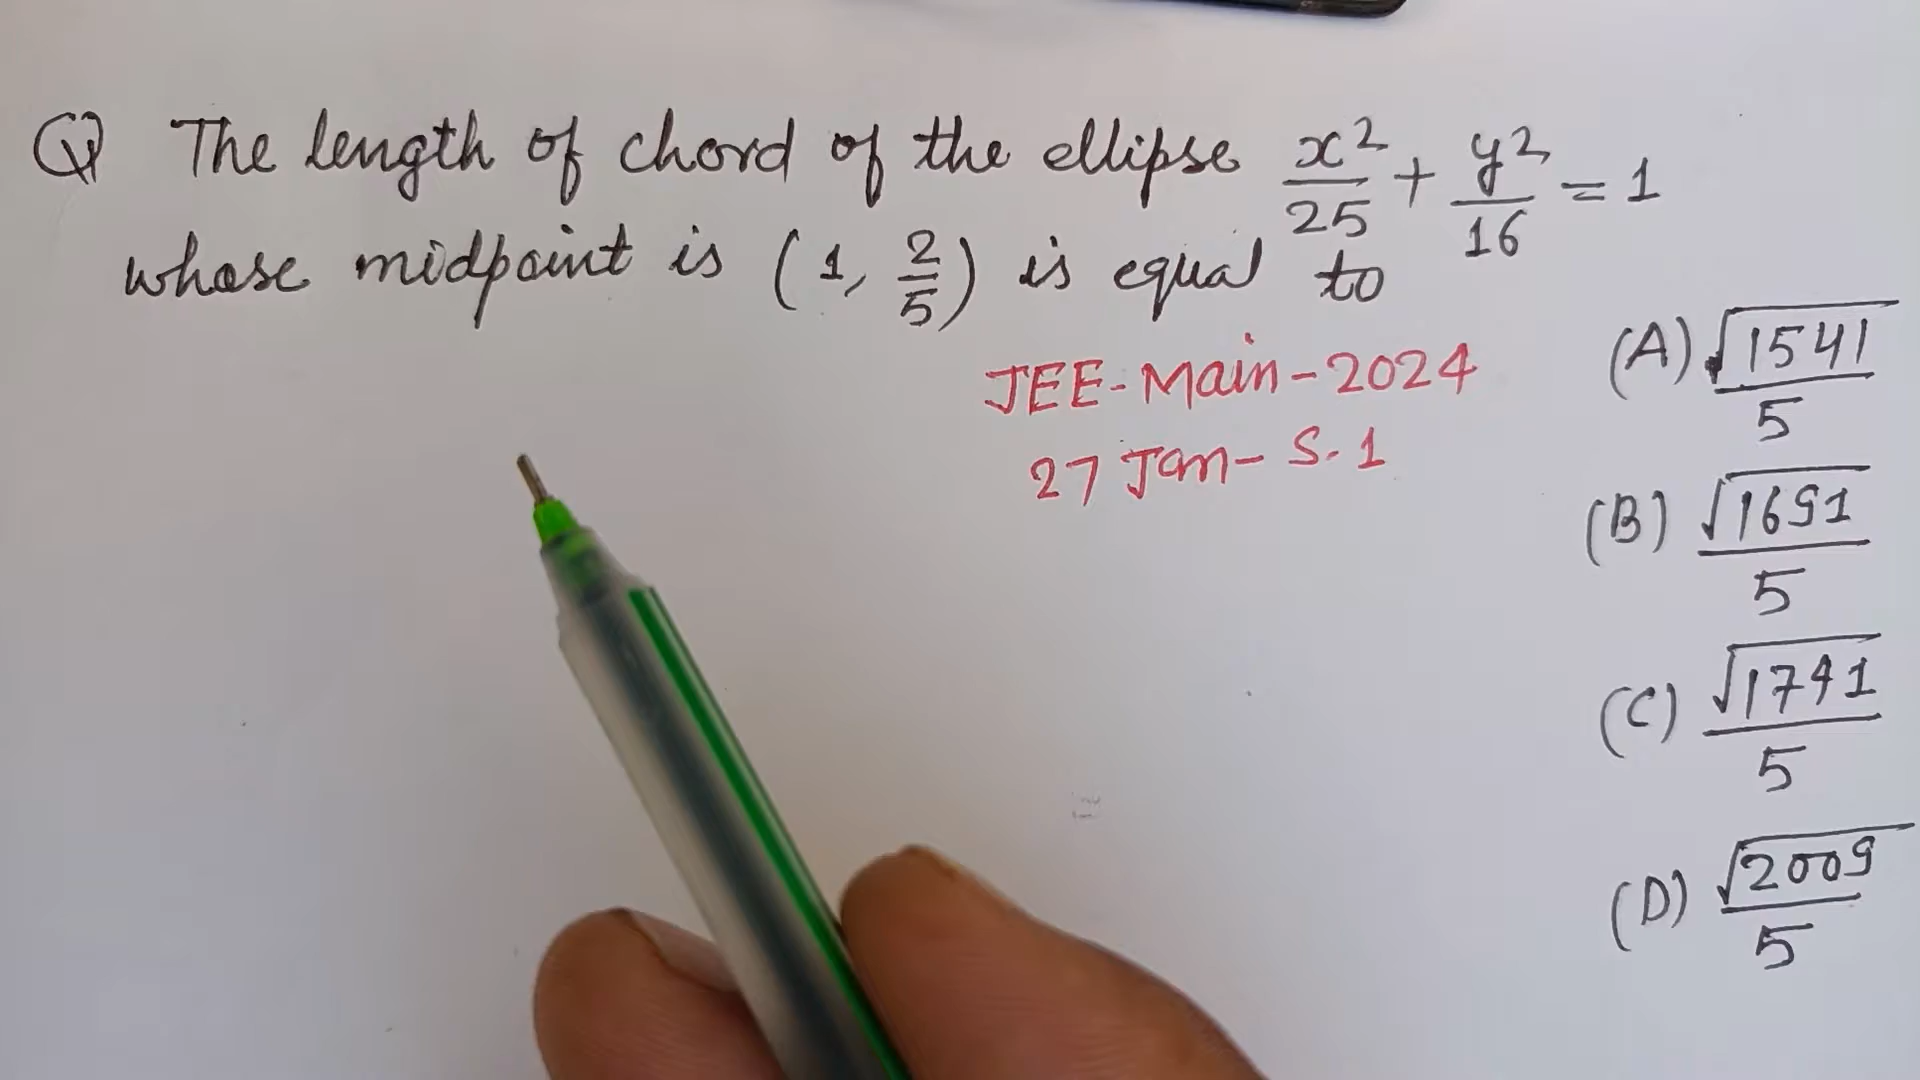 Q The length of chord of the ellipse x²/25 + y²/16 = 1
whose midpoint is (1, 2/5) is equal to
JEE-Main-2024
27 Jan- S.1
(A) √1541/5
(B) √1691/5
(C) √1741/5
(D) √2009/5